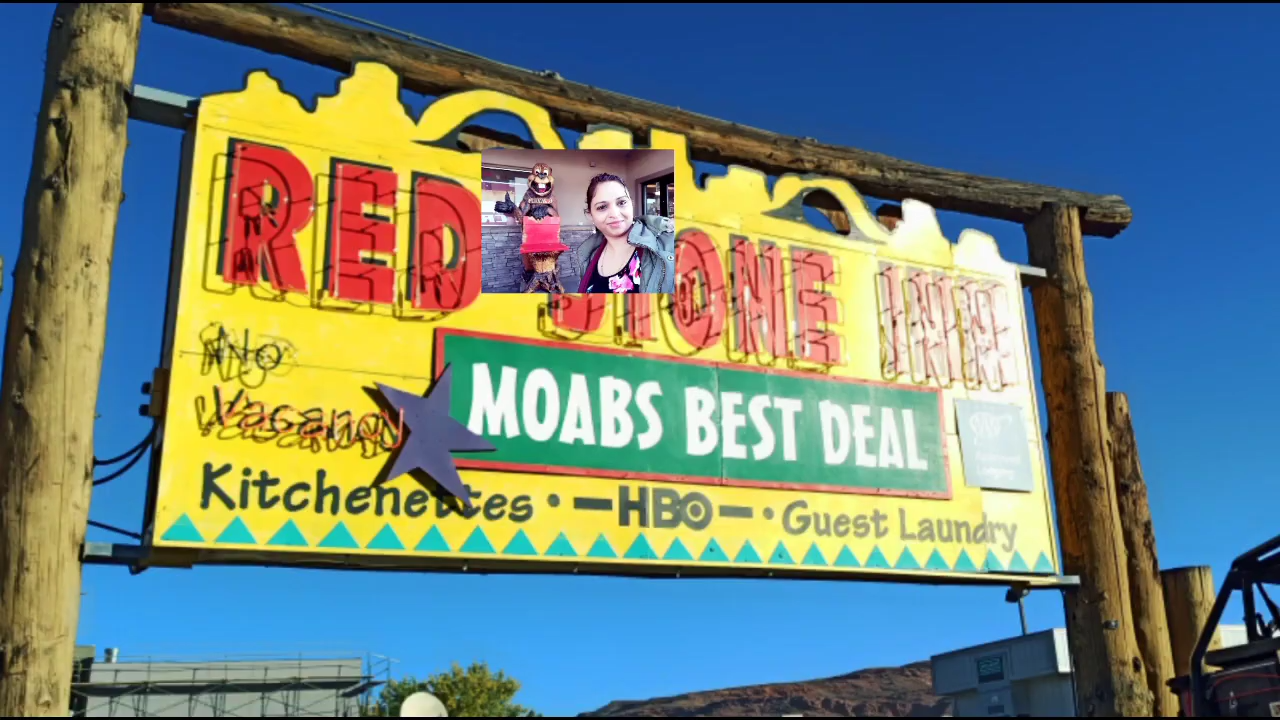 RED STONE INN
No
Vacancy
MOABS BEST DEAL
Kitchenettes • HBO • Guest Laundry